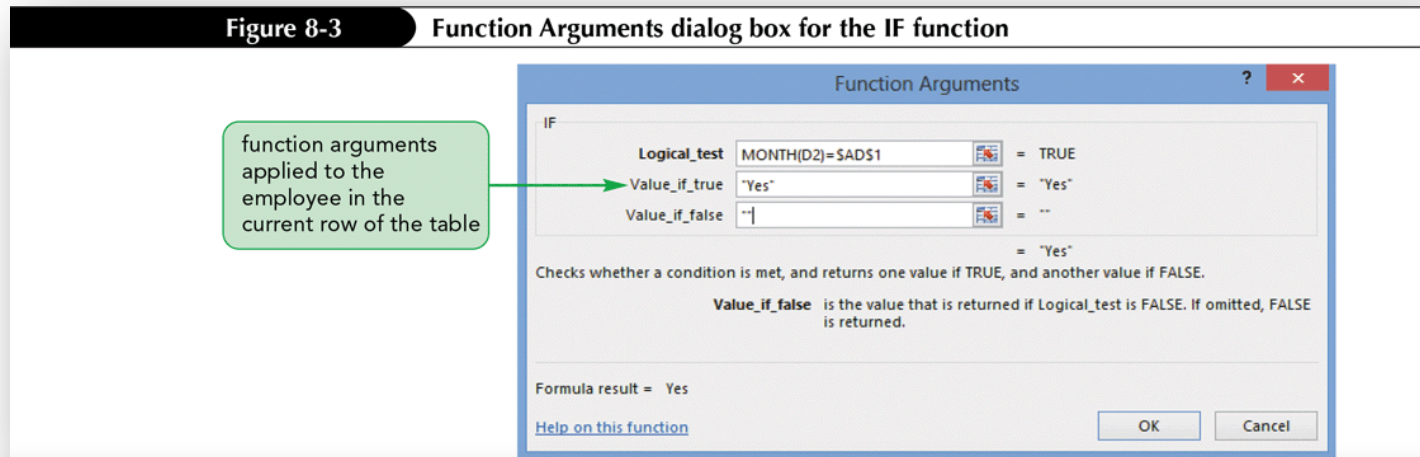 Figure 8-3 Function Arguments dialog box for the IF function
Function Arguments ? ×
function arguments
applied to the
employee in the
current row of the table
IF
Logical_test MONTH(D2)=$AD$1 = TRUE
Value_if_true "Yes" = "Yes"
Value_if_false "" = ""
= "Yes"
Checks whether a condition is met, and returns one value if TRUE, and another value if FALSE.
Value_if_false is the value that is returned if Logical_test is FALSE. If omitted, FALSE
is returned.
Formula result = Yes
Help on this function OK Cancel